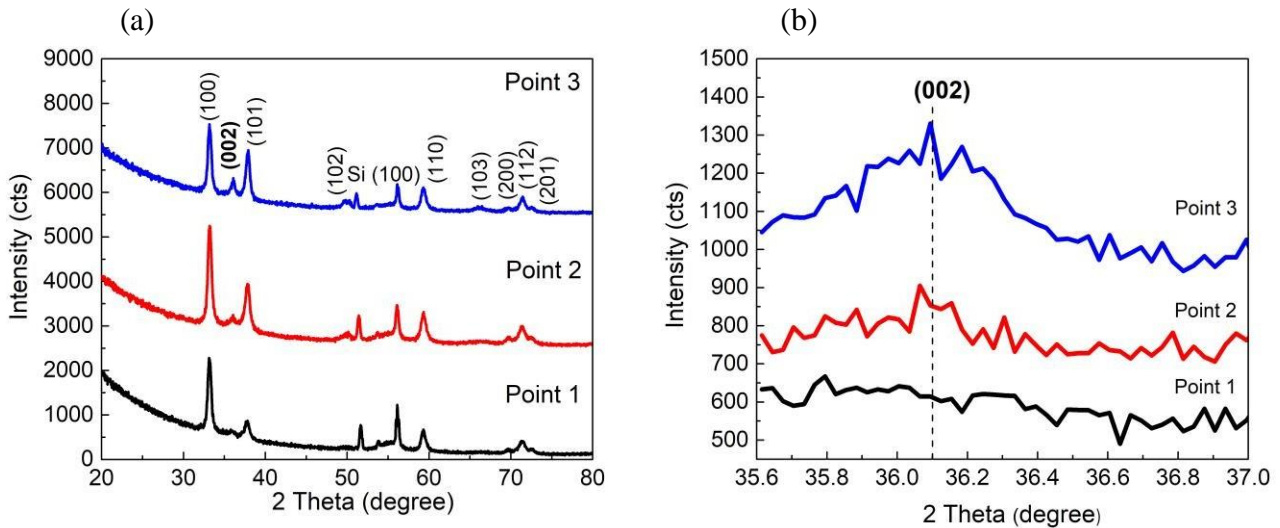 (a)
(b)
9000
8000
7000
6000
5000
4000
3000
2000
1000
0
Intensity (cts)
Point 3
(100)
(002)
(101)
(102)
Si (100)
(110)
(103)
(200)
(112)
(201)
Point 2
Point 1
20 30 40 50 60 70 80
2 Theta (degree)
1500
1400
1300
1200
1100
1000
900
800
700
600
500
Intensity (cts)
(002)
Point 3
Point 2
Point 1
35.6 35.8 36.0 36.2 36.4 36.6 36.8 37.0
2 Theta (degree)